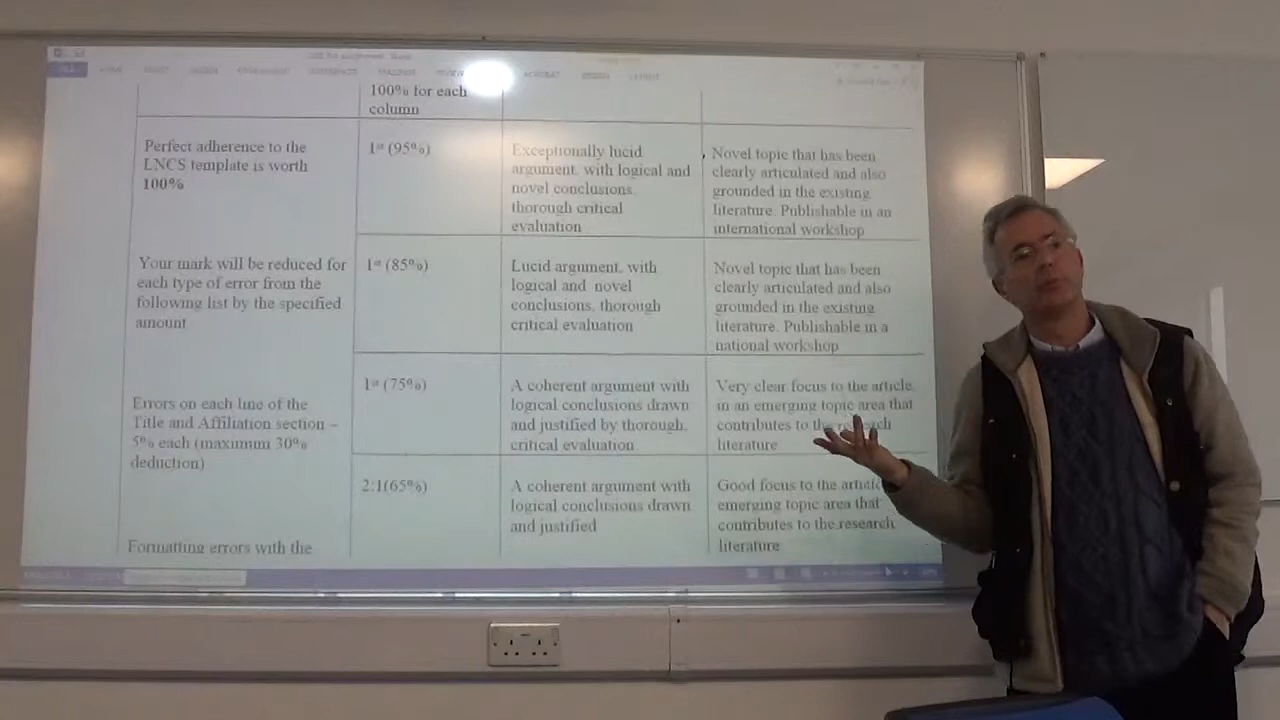 FILE
100% for each
column
Perfect adherence to the
LNCS template is worth
100%
1st (95%)
Exceptionally lucid
argument, with logical and
novel conclusions,
thorough critical
evaluation
Novel topic that has been
clearly articulated and also
grounded in the existing
literature. Publishable in an
international workshop
Your mark will be reduced for
each type of error from the
following list by the specified
amount
1st (85%)
Lucid argument, with
logical and novel
conclusions, thorough
critical evaluation
Novel topic that has been
clearly articulated and also
grounded in the existing
literature. Publishable in a
national workshop
Errors on each line of the
Title and Affiliation section –
5% each (maximum 30%
deduction)
1st (75%)
A coherent argument with
logical conclusions drawn
and justified by thorough,
critical evaluation
Very clear focus to the article
in an emerging topic area that
contributes to the research
literature
2:1(65%)
A coherent argument with
logical conclusions drawn
and justified
Good focus to the article
emerging topic area that
contributes to the research
literature
Formatting errors with the